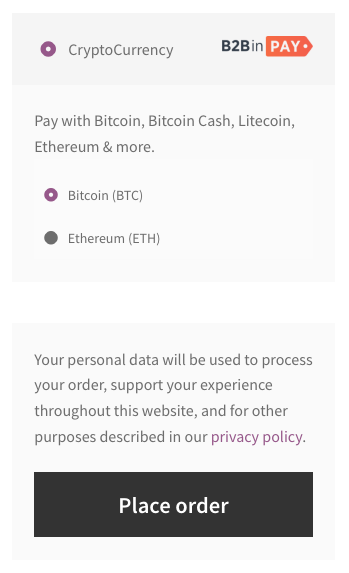 CryptoCurrency B2BinPAY
Pay with Bitcoin, Bitcoin Cash, Litecoin,
Ethereum & more.
Bitcoin (BTC)
Ethereum (ETH)
Your personal data will be used to process
your order, support your experience
throughout this website, and for other
purposes described in our privacy policy.
Place order